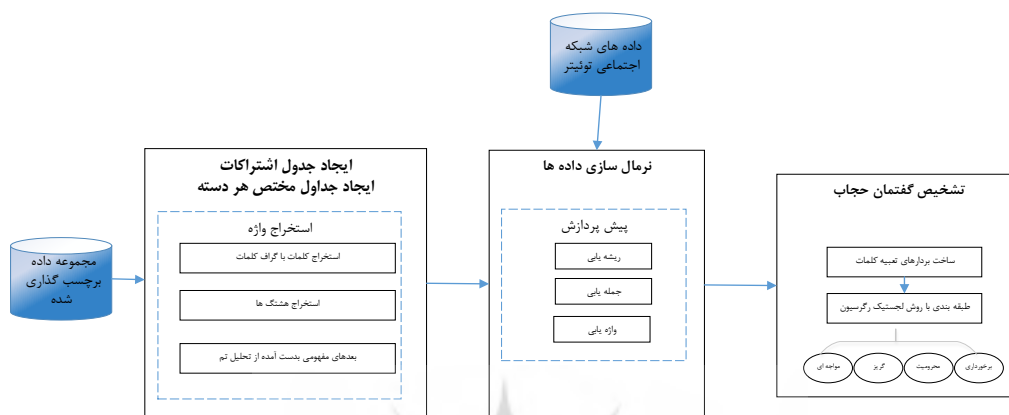 داده های شبکه
اجتماعی توئیتر
مجموعه داده
برچسب گذاری
شده
ایجاد جدول اشتراکات
ایجاد جداول مختص هر دسته
استخراج واژه
استخراج کلمات با گراف کلمات
استخراج هشتگ ها
بعدهای مفهومی بدست آمده از تحلیل تم
نرمال سازی داده ها
پیش پردازش
ریشه یابی
جمله یابی
واژه یابی
تشخیص گفتمان حجاب
ساخت بردارهای تعبیه کلمات
طبقه بندی با روش لجستیک رگرسیون
برخورداری
محرومیت
گریز
مواجه ای